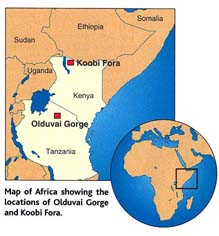 Somalia
Ethiopia
Sudan
Koobi Fora
Uganda
Kenya
Olduvai Gorge
Tanzania
Map of Africa showing the
locations of Olduvai Gorge
and Koobi Fora.